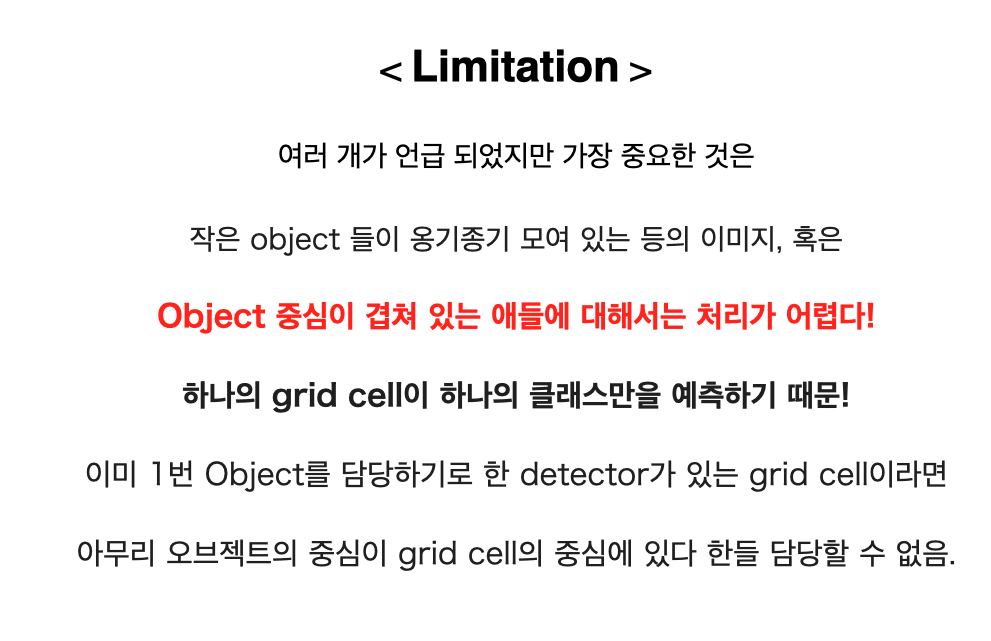 < Limitation >
여러 개가 언급 되었지만 가장 중요한 것은
작은 object 들이 옹기종기 모여 있는 등의 이미지, 혹은
Object 중심이 겹쳐 있는 애들에 대해서는 처리가 어렵다!
하나의 grid cell이 하나의 클래스만을 예측하기 때문!
이미 1번 Object를 담당하기로 한 detector가 있는 grid cell이라면
아무리 오브젝트의 중심이 grid cell의 중심에 있다 한들 담당할 수 없음.